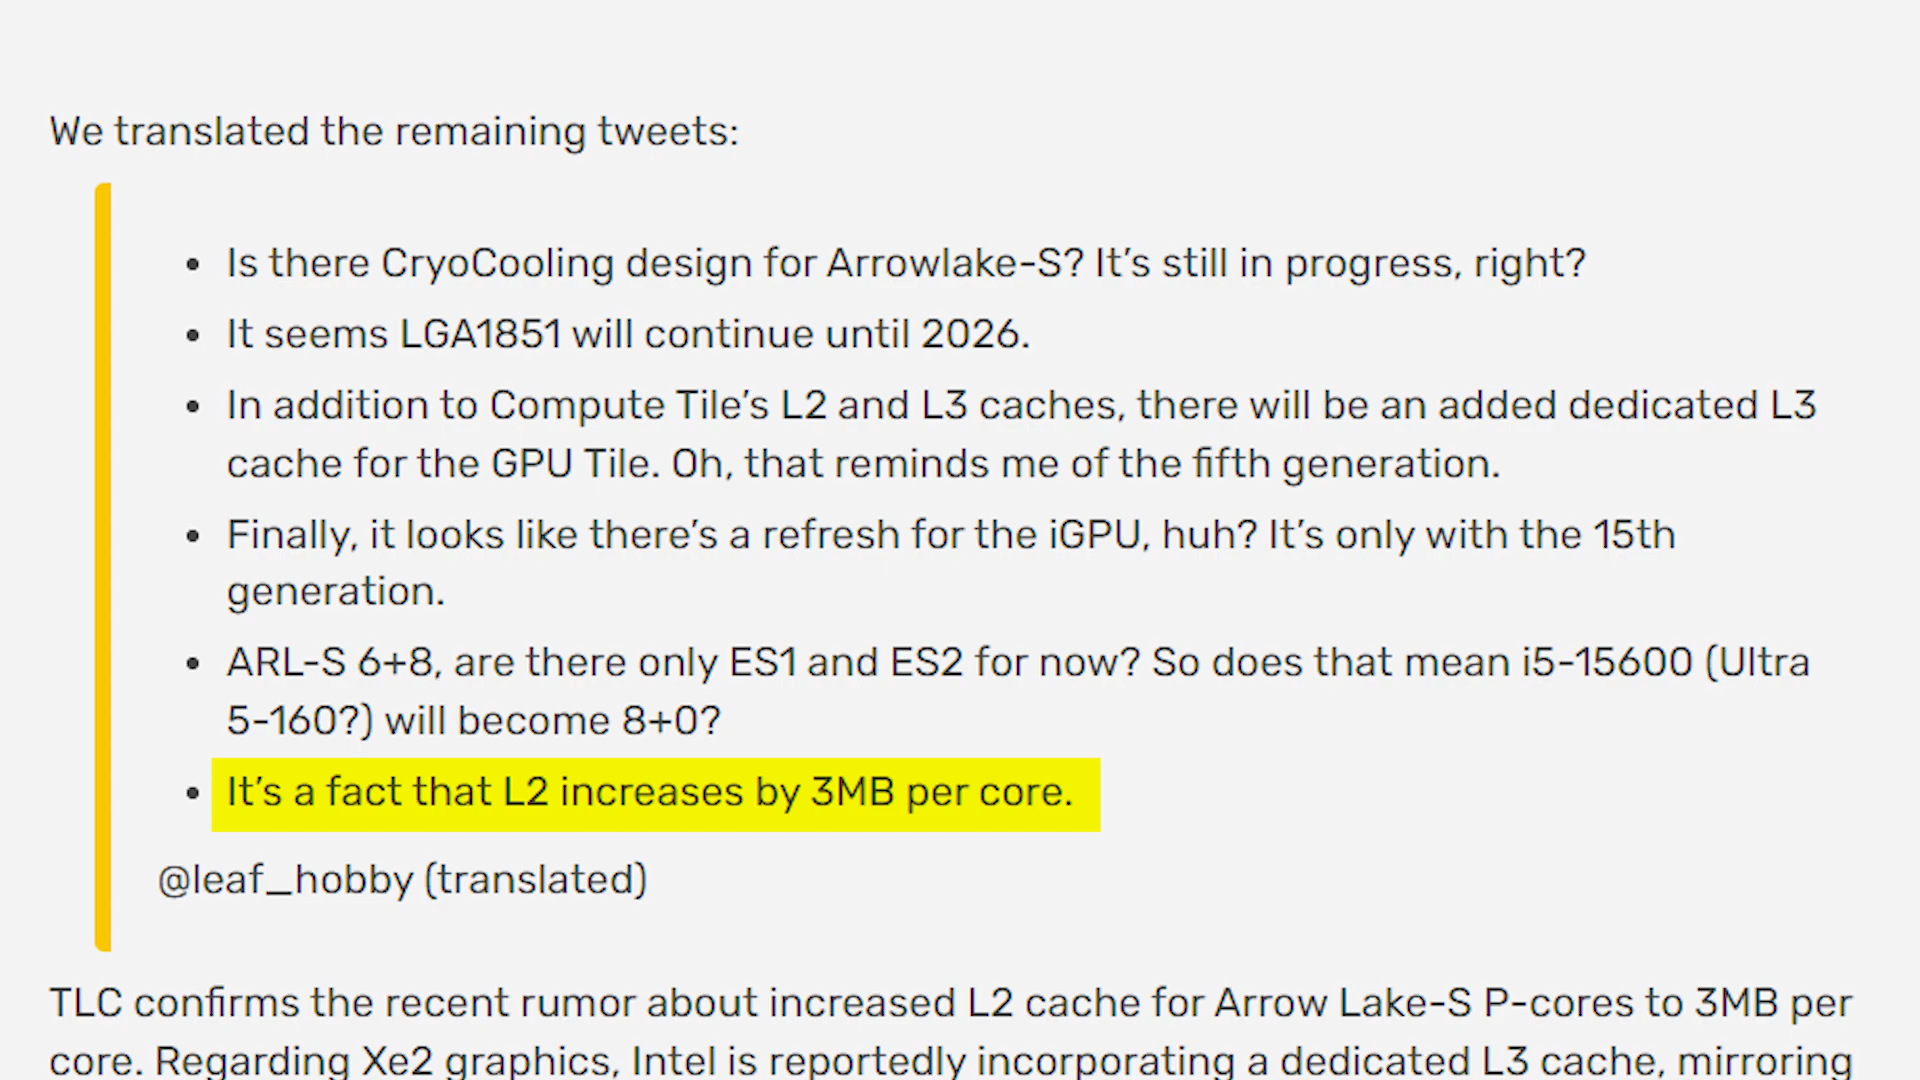 We translated the remaining tweets:
• Is there CryoCooling design for Arrowlake-S? It’s still in progress, right?
• It seems LGA1851 will continue until 2026.
• In addition to Compute Tile’s L2 and L3 caches, there will be an added dedicated L3
cache for the GPU Tile. Oh, that reminds me of the fifth generation.
• Finally, it looks like there’s a refresh for the iGPU, huh? It’s only with the 15th
generation.
• ARL-S 6+8, are there only ES1 and ES2 for now? So does that mean i5-15600 (Ultra
5-160?) will become 8+0?
• It’s a fact that L2 increases by 3MB per core.
@leaf_hobby (translated)
TLC confirms the recent rumor about increased L2 cache for Arrow Lake-S P-cores to 3MB per
core. Regarding Xe2 graphics, Intel is reportedly incorporating a dedicated L3 cache, mirroring